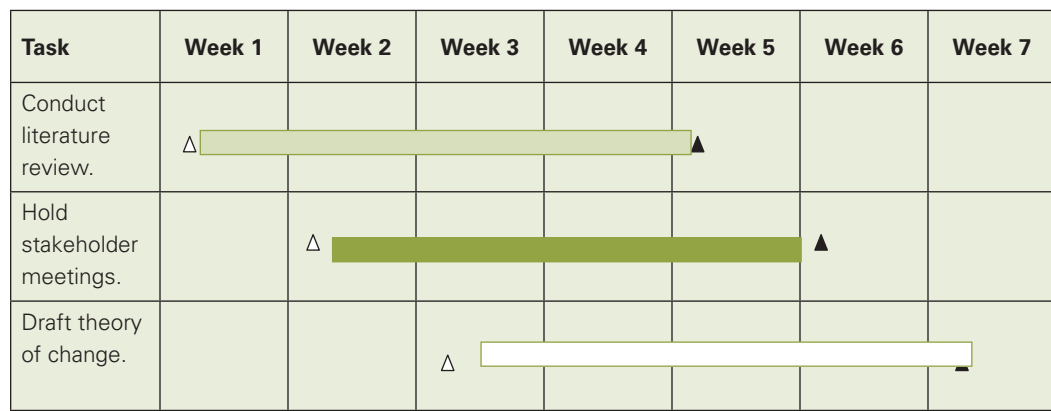 Task Week 1 Week 2 Week 3 Week 4 Week 5 Week 6 Week 7
Conduct
literature
review.
Hold
stakeholder
meetings.
Draft theory
of change.